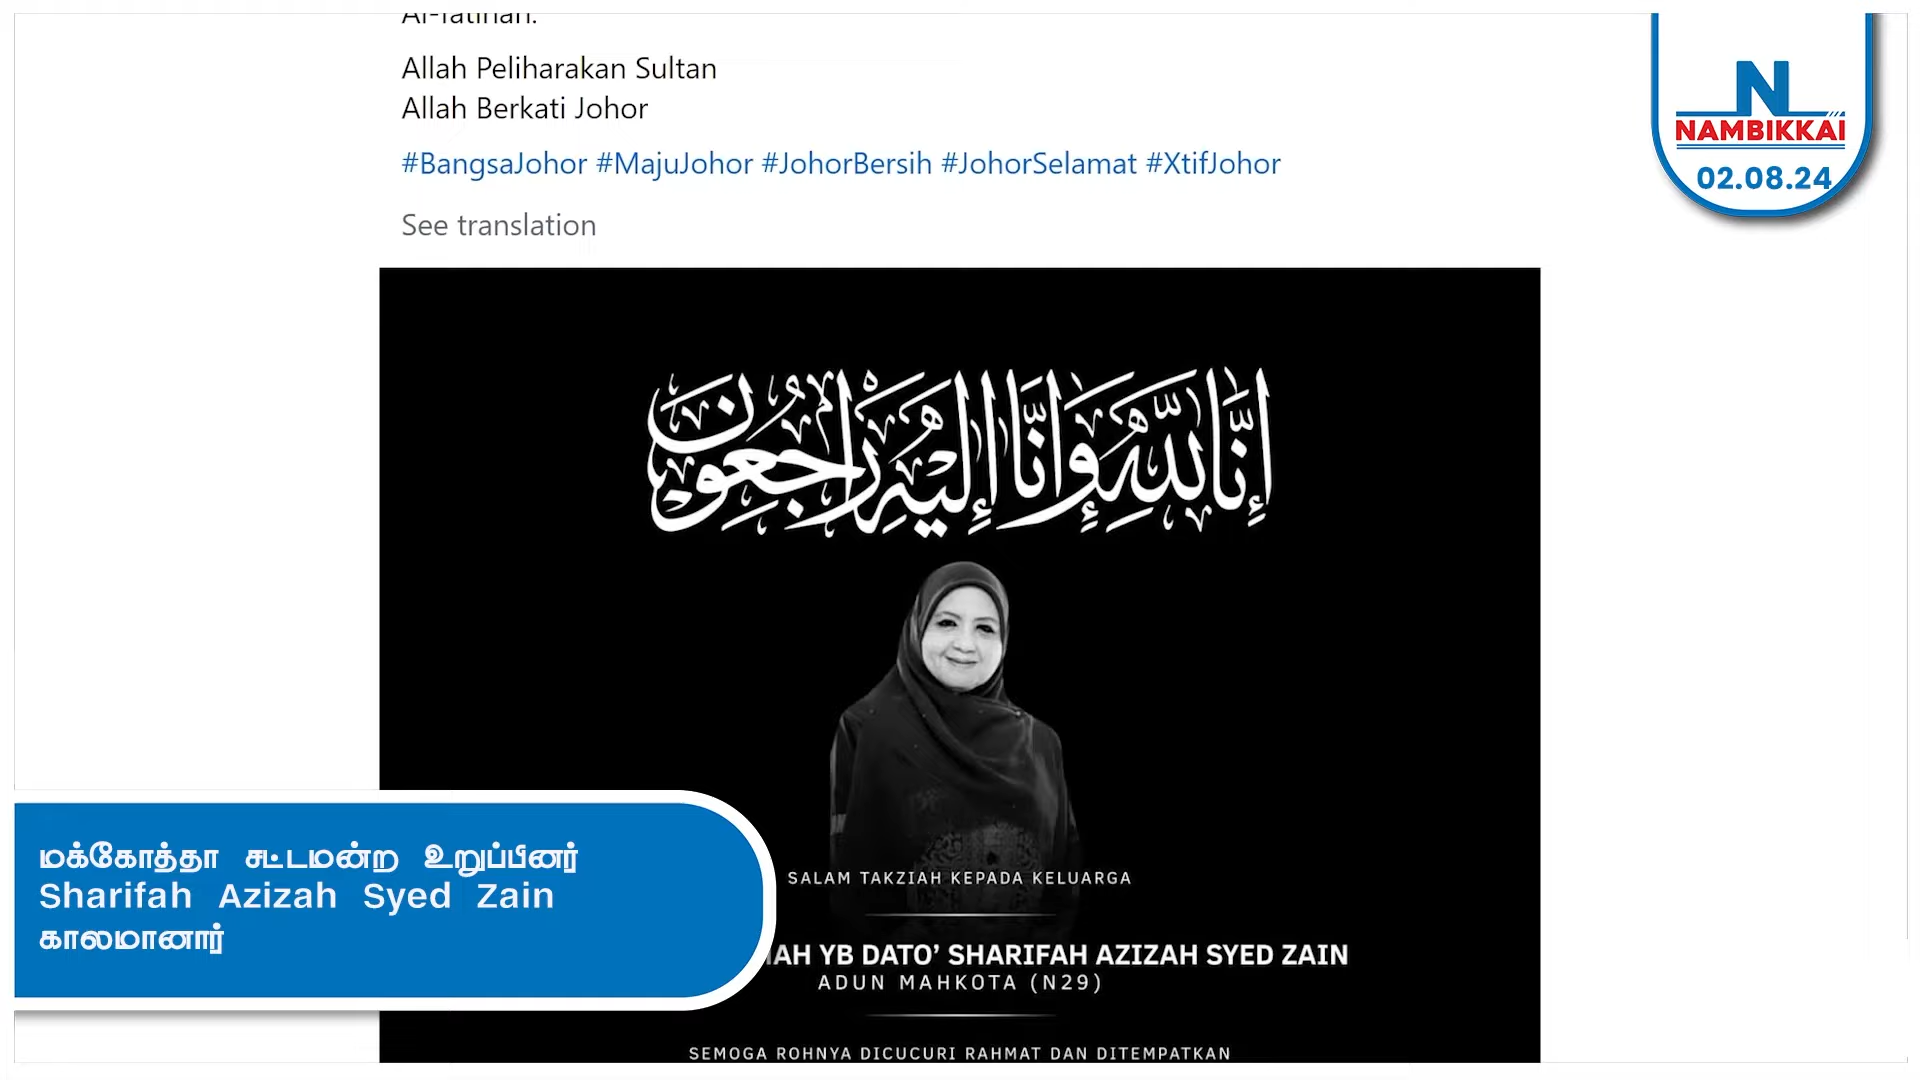 Al-fatihah.
Allah Peliharakan Sultan
Allah Berkati Johor
#BangsaJohor #MajuJohor #JohorBersih #JohorSelamat #XtifJohor
See translation
N
NAMBIKKAI
02.08.24
إِنَّا لِلَّهِ وَإِنَّا إِلَيْهِ رَاجِعُونَ
SALAM TAKZIAH KEPADA KELUARGA
YB DATO’ SHARIFAH AZIZAH SYED ZAIN
ADUN MAHKOTA (N29)
SEMOGA ROHNYA DICUCURI RAHMAT DAN DITEMPATKAN
மக்கோத்தா சட்டமன்ற உறுப்பினர்
Sharifah Azizah Syed Zain
காலமானார்